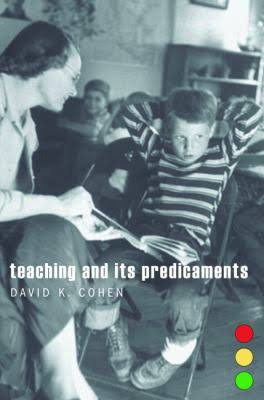 teaching and its predicaments
DAVID K. COHEN